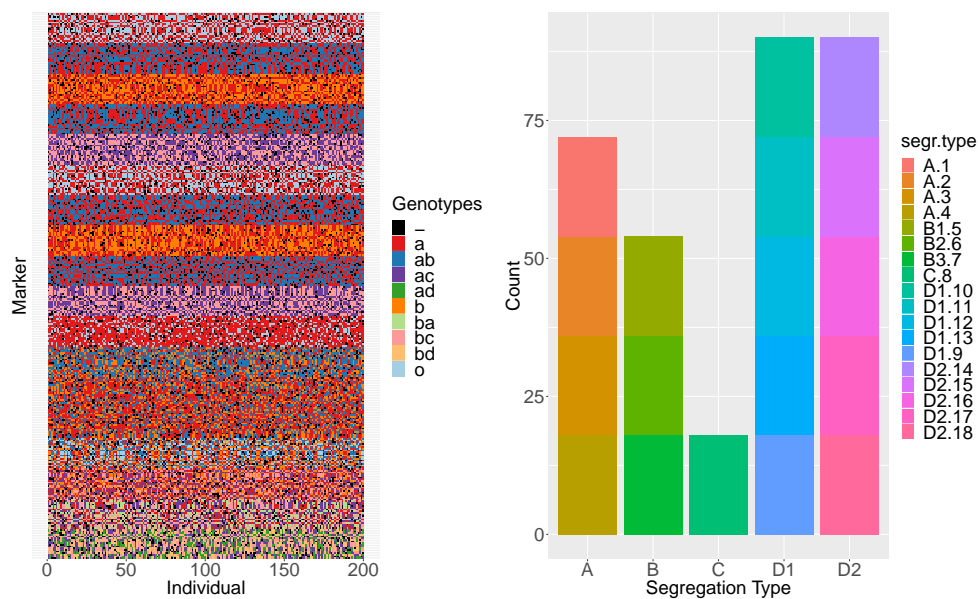 Marker
0
50
100
150
200
Individual
Genotypes
–
a
ab
ac
ad
b
ba
bc
bd
o
Count
75
50
25
0
A
B
C
D1
D2
Segregation Type
segr.type
A.1
A.2
A.3
A.4
B1.5
B2.6
B3.7
C.8
D1.10
D1.11
D1.12
D1.13
D1.9
D2.14
D2.15
D2.16
D2.17
D2.18